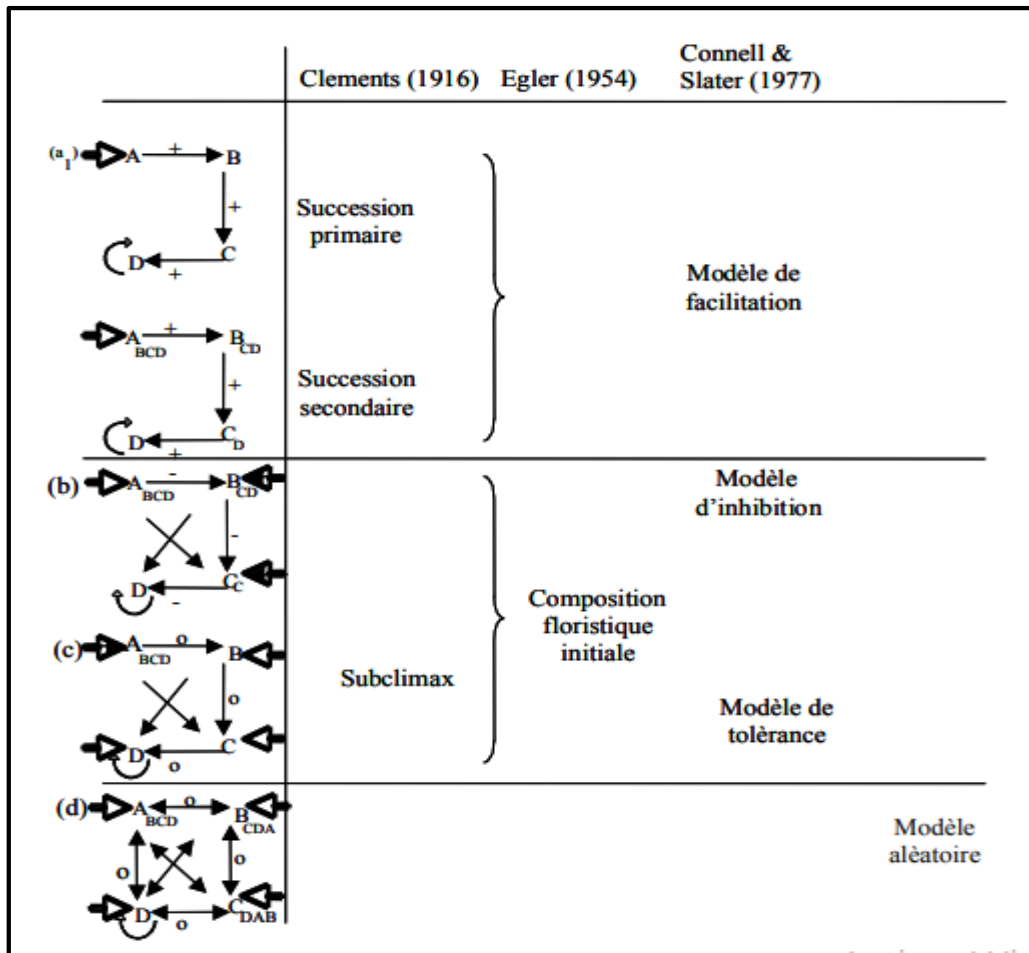 Connell &
Clements (1916) Egler (1954) Slater (1977)
(a1) A + B
+
Succession
primaire
D + C
Modèle de
facilitation
A BCD + B CD
+
Succession
secondaire
D + C D
(b) A BCD - B CD
Modèle
d'inhibition
-
D - C C
Composition
floristique
initiale
(c) A BCD o B
Subclimax
o
Modèle de
tolèrance
D o C
(d) A BCD o B CDA
Modèle
alèatoire
o o
D o C DAB